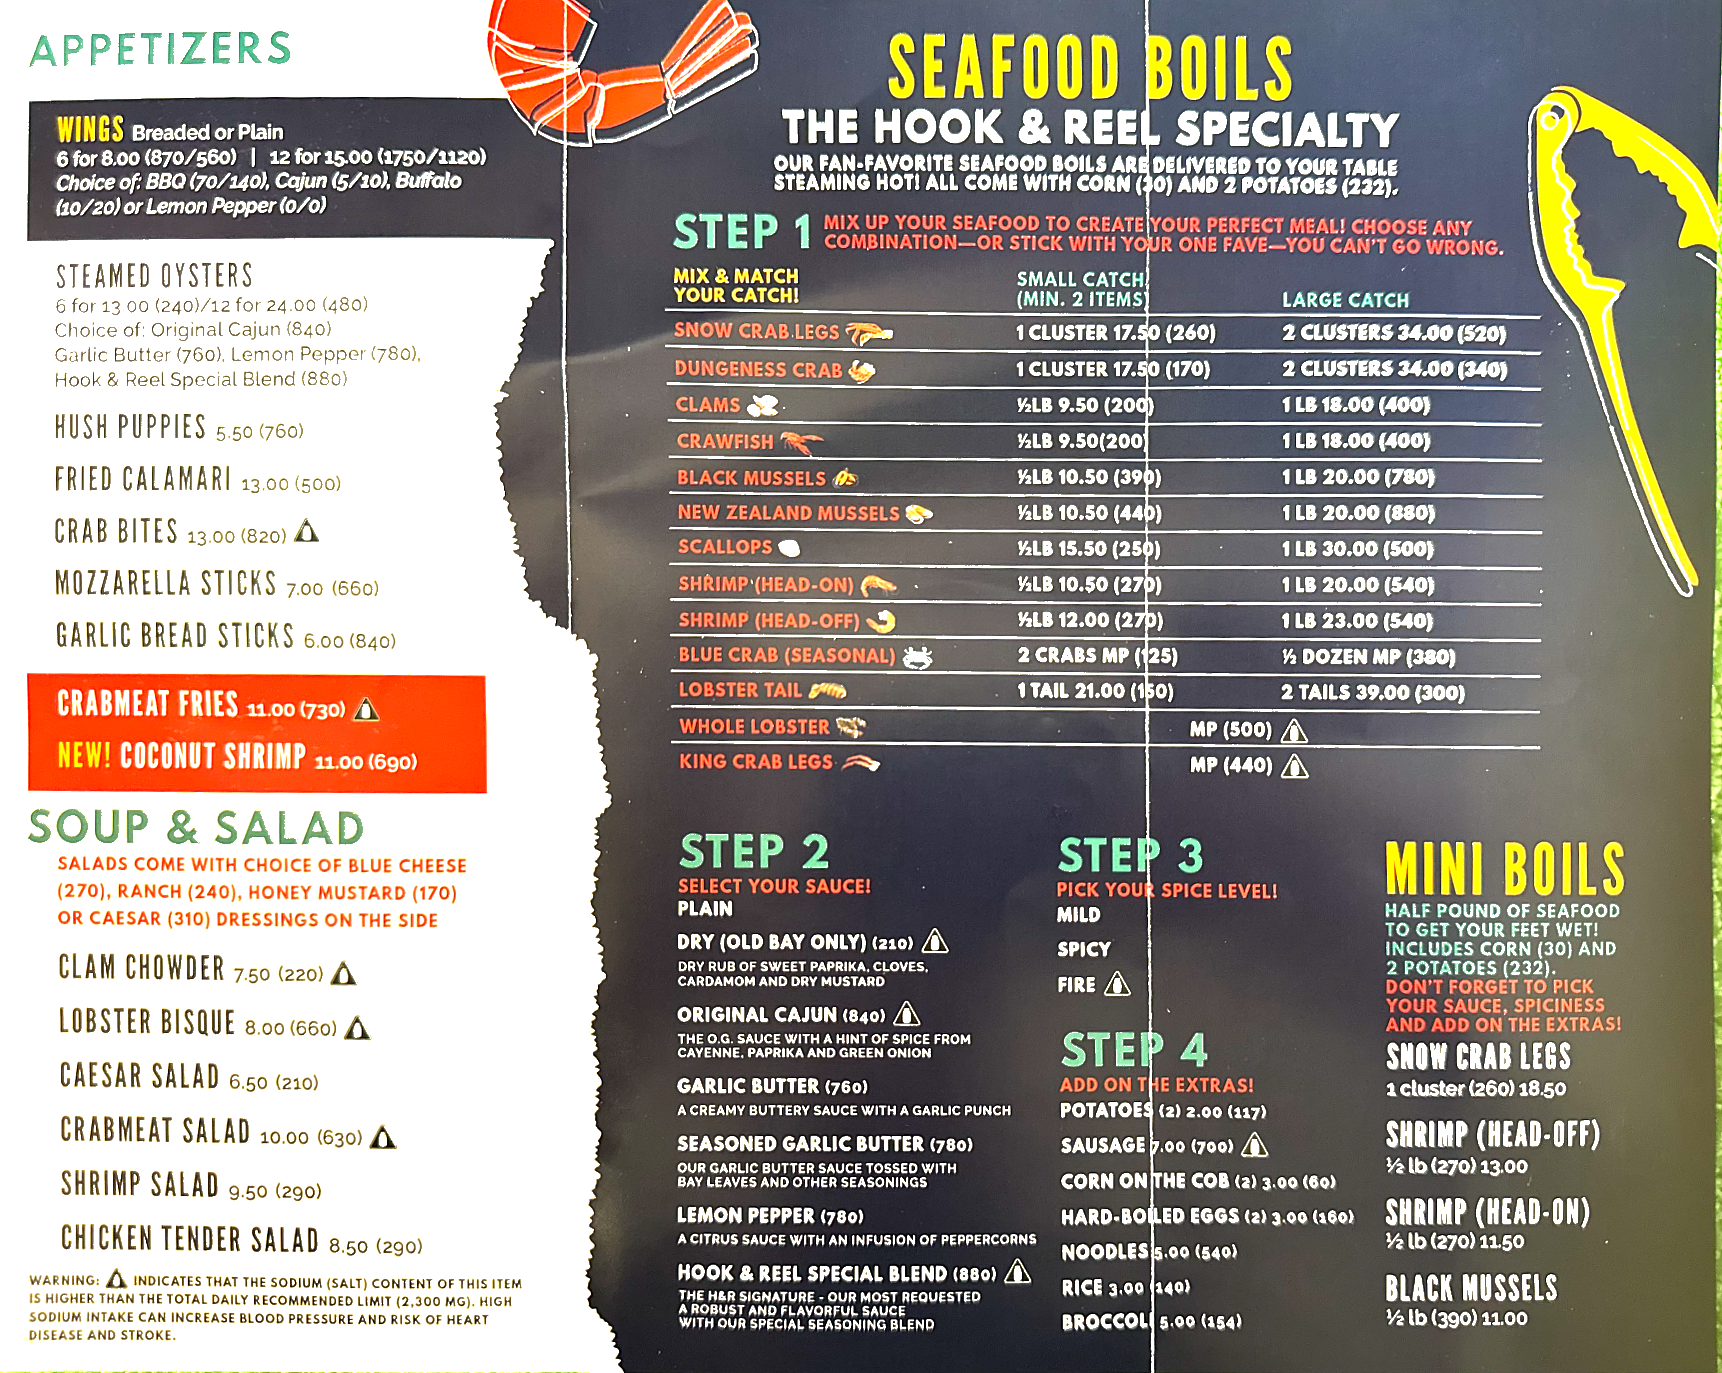 APPETIZERS
WINGS Breaded or Plain
6 for 8.00 (870/560) | 12 for 15.00 (1750/1120)
Choice of: BBQ (70/140), Cajun (5/10), Buffalo
(10/20) or Lemon Pepper (0/0)
STEAMED OYSTERS
6 for 13 00 (240)/12 for 24.00 (480)
Choice of: Original Cajun (840)
Garlic Butter (760), Lemon Pepper (780),
Hook & Reel Special Blend (880)
HUSH PUPPIES 5.50 (760)
FRIED CALAMARI 13.00 (500)
CRAB BITES 13.00 (820)
MOZZARELLA STICKS 7.00 (660)
GARLIC BREAD STICKS 6.00 (840)
CRABMEAT FRIES 11.00 (730)
NEW! COCONUT SHRIMP 11.00 (690)
SOUP & SALAD
SALADS COME WITH CHOICE OF BLUE CHEESE
(270), RANCH (240), HONEY MUSTARD (170)
OR CAESAR (310) DRESSINGS ON THE SIDE
CLAM CHOWDER 7.50 (220)
LOBSTER BISQUE 8.00 (660)
CAESAR SALAD 6.50 (210)
CRABMEAT SALAD 10.00 (630)
SHRIMP SALAD 9.50 (290)
CHICKEN TENDER SALAD 8.50 (290)
WARNING: INDICATES THAT THE SODIUM (SALT) CONTENT OF THIS ITEM
IS HIGHER THAN THE TOTAL DAILY RECOMMENDED LIMIT (2,300 MG). HIGH
SODIUM INTAKE CAN INCREASE BLOOD PRESSURE AND RISK OF HEART
DISEASE AND STROKE.
SEAFOOD BOILS
THE HOOK & REEL SPECIALTY
OUR FAN-FAVORITE SEAFOOD BOILS ARE DELIVERED TO YOUR TABLE
STEAMING HOT! ALL COME WITH CORN (30) AND 2 POTATOES (232).
STEP 1 MIX UP YOUR SEAFOOD TO CREATE YOUR PERFECT MEAL! CHOOSE ANY
COMBINATION—OR STICK WITH YOUR ONE FAVE—YOU CAN'T GO WRONG.
MIX & MATCH
YOUR CATCH!
SMALL CATCH
(MIN. 2 ITEMS)
LARGE CATCH
SNOW CRAB LEGS 1 CLUSTER 17.50 (260) 2 CLUSTERS 34.00 (520)
DUNGENESS CRAB 1 CLUSTER 17.50 (170) 2 CLUSTERS 34.00 (340)
CLAMS ½LB 9.50 (200) 1 LB 18.00 (400)
CRAWFISH ½LB 9.50(200) 1 LB 18.00 (400)
BLACK MUSSELS ½LB 10.50 (390) 1 LB 20.00 (780)
NEW ZEALAND MUSSELS ½LB 10.50 (440) 1 LB 20.00 (880)
SCALLOPS ½LB 15.50 (250) 1 LB 30.00 (500)
SHRIMP (HEAD-ON) ½LB 10.50 (270) 1 LB 20.00 (540)
SHRIMP (HEAD-OFF) ½LB 12.00 (270) 1 LB 23.00 (540)
BLUE CRAB (SEASONAL) 2 CRABS MP (125) ½ DOZEN MP (380)
LOBSTER TAIL 1 TAIL 21.00 (150) 2 TAILS 39.00 (300)
WHOLE LOBSTER MP (500)
KING CRAB LEGS MP (440)
STEP 2
SELECT YOUR SAUCE!
PLAIN
DRY (OLD BAY ONLY) (210)
DRY RUB OF SWEET PAPRIKA, CLOVES,
CARDAMOM AND DRY MUSTARD
ORIGINAL CAJUN (840)
THE O.G. SAUCE WITH A HINT OF SPICE FROM
CAYENNE, PAPRIKA AND GREEN ONION
GARLIC BUTTER (760)
A CREAMY BUTTERY SAUCE WITH A GARLIC PUNCH
SEASONED GARLIC BUTTER (780)
OUR GARLIC BUTTER SAUCE TOSSED WITH
BAY LEAVES AND OTHER SEASONINGS
LEMON PEPPER (780)
A CITRUS SAUCE WITH AN INFUSION OF PEPPERCORNS
HOOK & REEL SPECIAL BLEND (880)
THE H&R SIGNATURE - OUR MOST REQUESTED
A ROBUST AND FLAVORFUL SAUCE
WITH OUR SPECIAL SEASONING BLEND
STEP 3
PICK YOUR SPICE LEVEL!
MILD
SPICY
FIRE
STEP 4
ADD ON THE EXTRAS!
POTATOES (2) 2.00 (117)
SAUSAGE 7.00 (700)
CORN ON THE COB (2) 3.00 (60)
HARD-BOILED EGGS (2) 3.00 (160)
NOODLES 5.00 (540)
RICE 3.00 (140)
BROCCOLI 5.00 (154)
MINI BOILS
HALF POUND OF SEAFOOD
TO GET YOUR FEET WET!
INCLUDES CORN (30) AND
2 POTATOES (232).
DON'T FORGET TO PICK
YOUR SAUCE, SPICINESS
AND ADD ON THE EXTRAS!
SNOW CRAB LEGS
1 cluster (260) 18.50
SHRIMP (HEAD-OFF)
½ lb (270) 13.00
SHRIMP (HEAD-ON)
½ lb (270) 11.50
BLACK MUSSELS
½ lb (390) 11.00